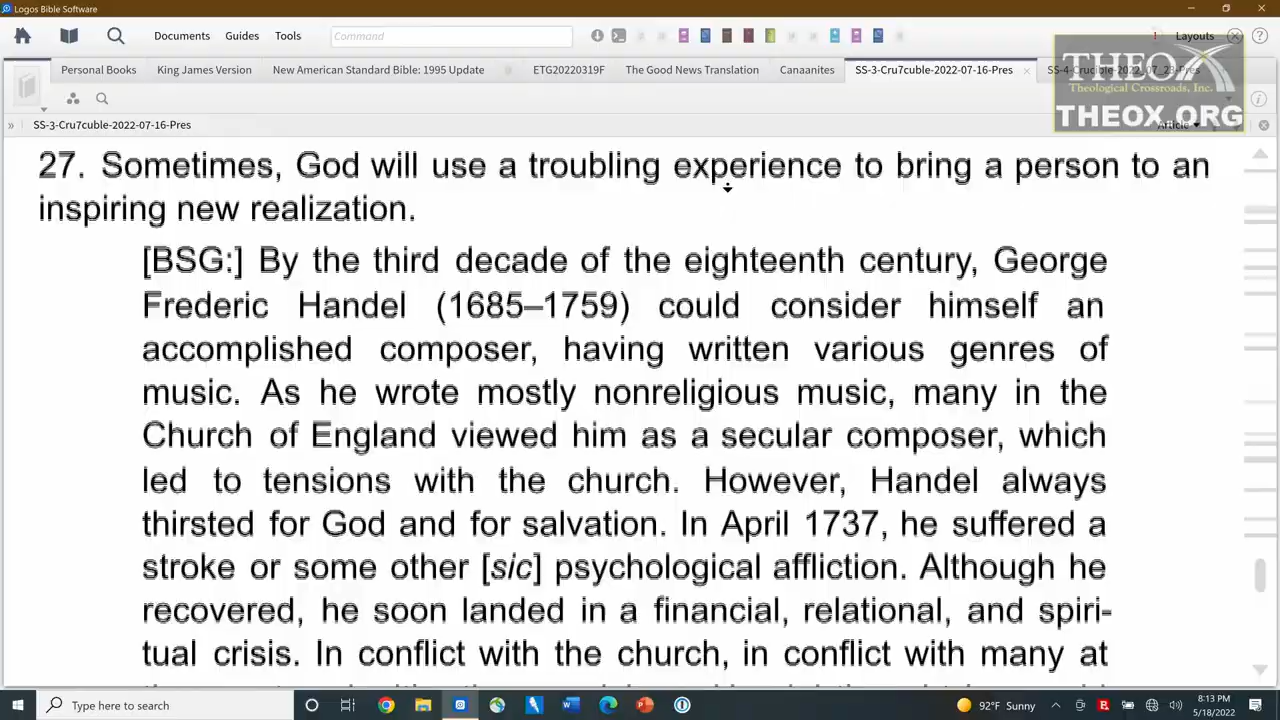 Logos Bible Software
Documents Guides Tools Command Layouts
Personal Books King James Version New American St ute ETG20220319F The Good News Translation Canaanites SS-3-Cru7cuble-2022-07-16-Pres SS-4-Crucible-2022_07_23-Pres
THEOX
Theological Crossroads, Inc.
THEOX.ORG
SS-3-Cru7cuble-2022-07-16-Pres Article
27. Sometimes, God will use a troubling experience to bring a person to an
inspiring new realization.
[BSG:] By the third decade of the eighteenth century, George
Frederic Handel (1685–1759) could consider himself an
accomplished composer, having written various genres of
music. As he wrote mostly nonreligious music, many in the
Church of England viewed him as a secular composer, which
led to tensions with the church. However, Handel always
thirsted for God and for salvation. In April 1737, he suffered a
stroke or some other [sic] psychological affliction. Although he
recovered, he soon landed in a financial, relational, and spiri-
tual crisis. In conflict with the church, in conflict with many at
Type here to search 92°F Sunny 8:13 PM
5/18/2022